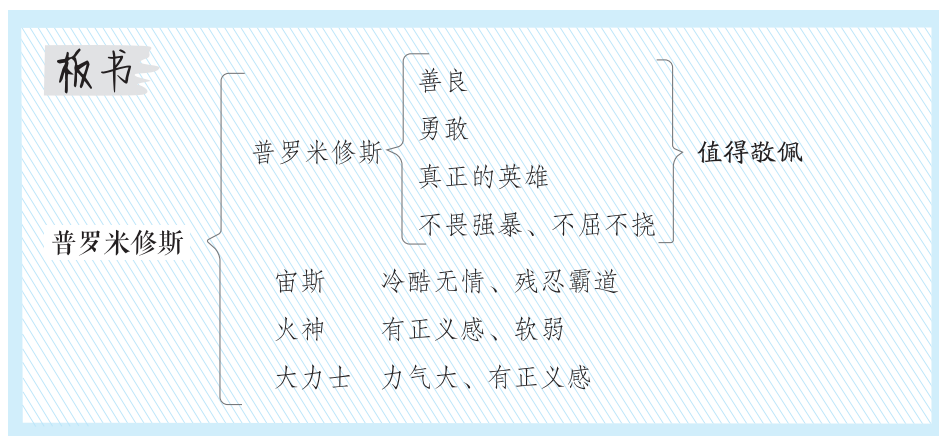 板书
善良
勇敢
普罗米修斯
值得敬佩
真正的英雄
不畏强暴、不屈不挠
普罗米修斯
宙斯 冷酷无情、残忍霸道
火神 有正义感、软弱
大力士 力气大、有正义感